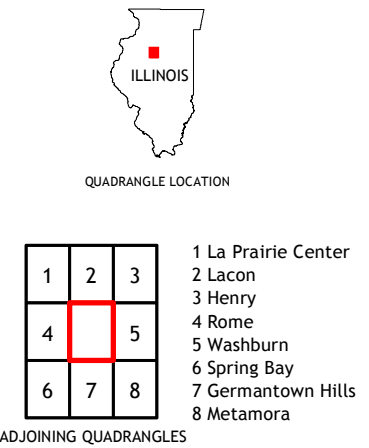 ILLINOIS
QUADRANGLE LOCATION
1 2 3
4 5
6 7 8
1 La Prairie Center
2 Lacon
3 Henry
4 Rome
5 Washburn
6 Spring Bay
7 Germantown Hills
8 Metamora
ADJOINING QUADRANGLES